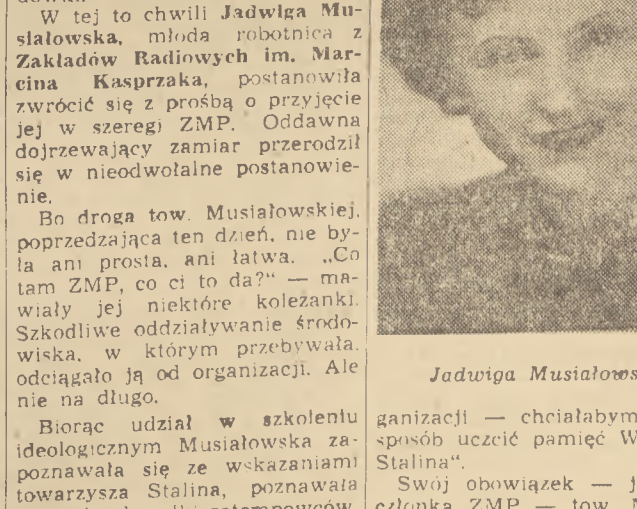 W tej to chwili Jadwiga Mu-
siałowska, młoda robotnica z
Zakładów Radiowych im. Mar-
cina Kasprzaka, postanowiła
zwrócić się z prośbą o przyjęcie
jej w szeregi ZMP. Oddawna
dojrzewający zamiar przerodził
się w nieodwołalne postanowie-
nie.
Bo droga tow. Musiałowskiej,
poprzedzająca ten dzień, nie by-
ła ani prosta, ani łatwa. „Co
tam ZMP, co ci to da?“ — ma-
wiały jej niektóre koleżanki.
Szkodliwe oddziaływanie środo-
wiska, w którym przebywała,
odciągało ją od organizacji. Ale
nie na długo.
Biorąc udział w szkoleniu
ideologicznym Musiałowska za-
poznawała się ze wskazaniami
towarzysza Stalina, poznawała
Jadwiga Musiałows
ganizacji — chciałabym
sposób uczcić pamięć W
Stalina“.
Swój obowiązek — j
członka ZMP — tow. M